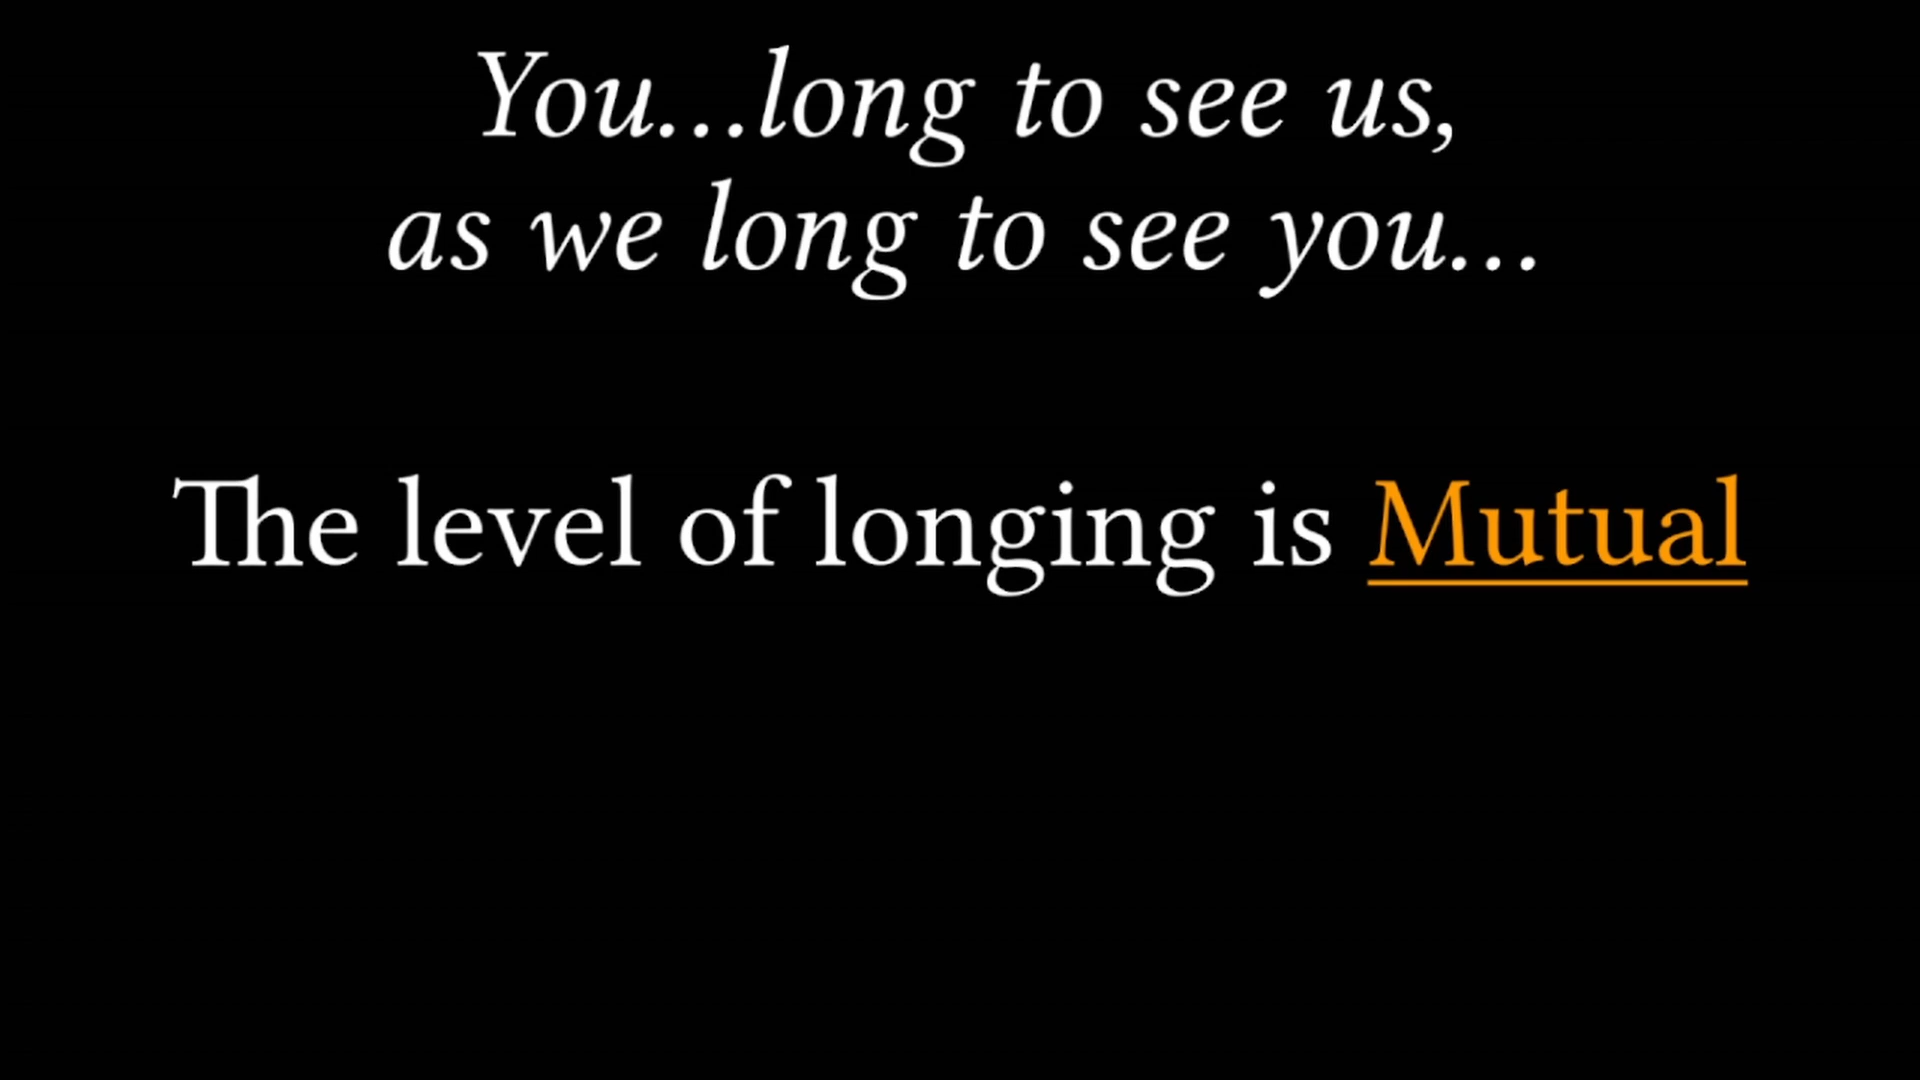 You...long to see us,
as we long to see you...
The level of longing is Mutual